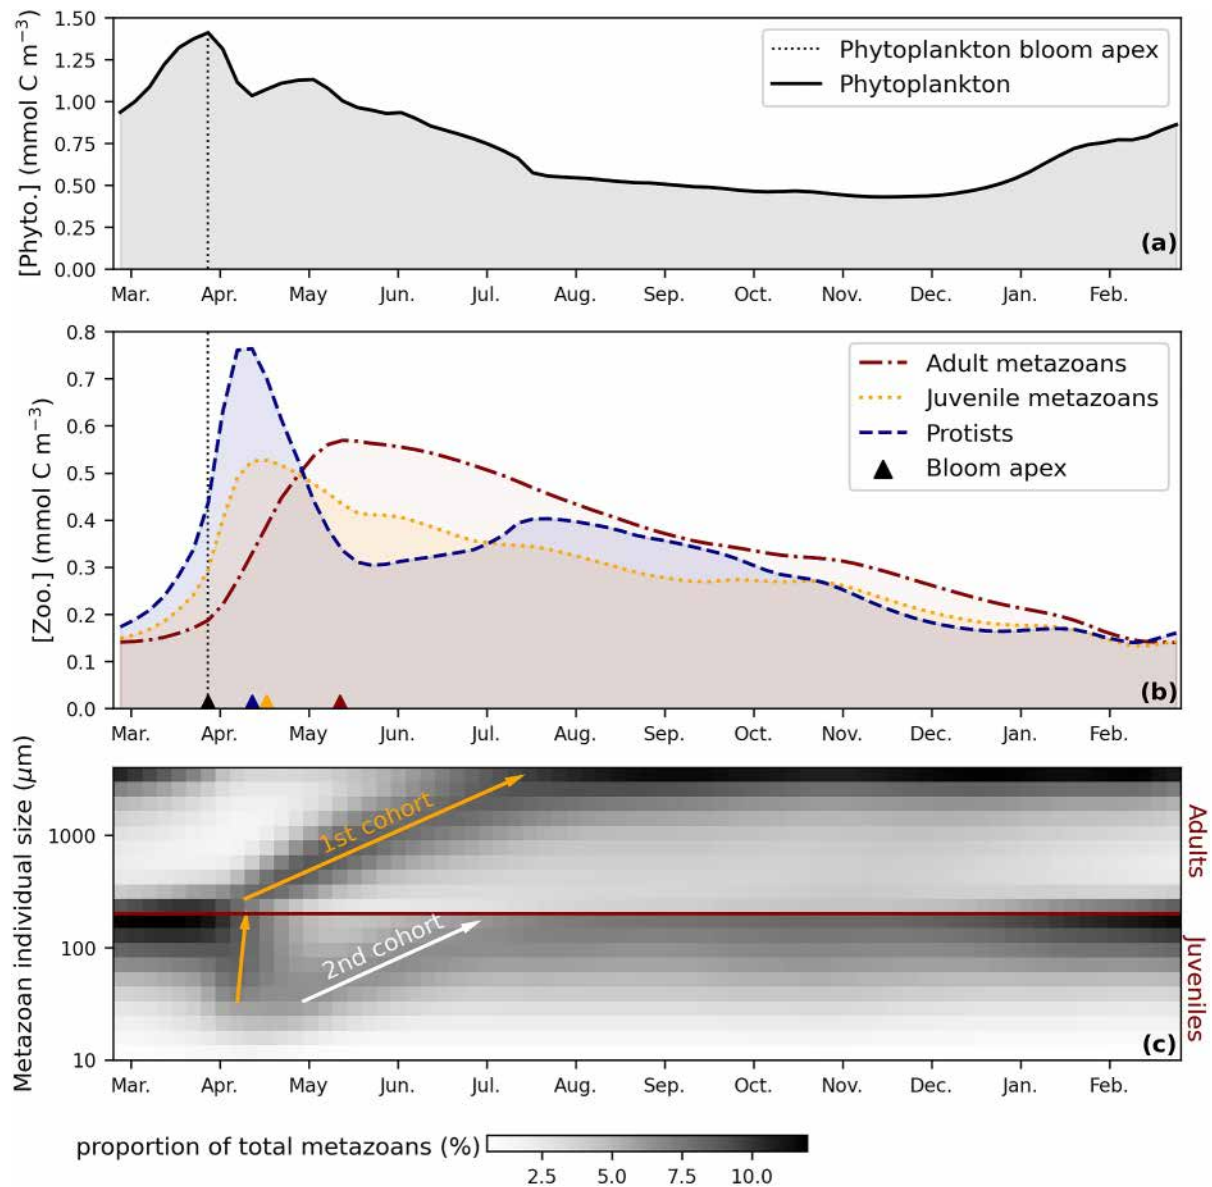 [Phyto.] (mmol C m⁻³)
1.50
1.25
1.00
0.75
0.50
0.25
0.00
Phytoplankton bloom apex
Phytoplankton
(a)
Mar. Apr. May Jun. Jul. Aug. Sep. Oct. Nov. Dec. Jan. Feb.
[Zoo.] (mmol C m⁻³)
0.8
0.7
0.6
0.5
0.4
0.3
0.2
0.1
0.0
Adult metazoans
Juvenile metazoans
Protists
Bloom apex
(b)
Mar. Apr. May Jun. Jul. Aug. Sep. Oct. Nov. Dec. Jan. Feb.
Metazoan individual size (μm)
1000
100
10
1st cohort
2nd cohort
Adults
Juveniles
(c)
Mar. Apr. May Jun. Jul. Aug. Sep. Oct. Nov. Dec. Jan. Feb.
proportion of total metazoans (%)
2.5 5.0 7.5 10.0